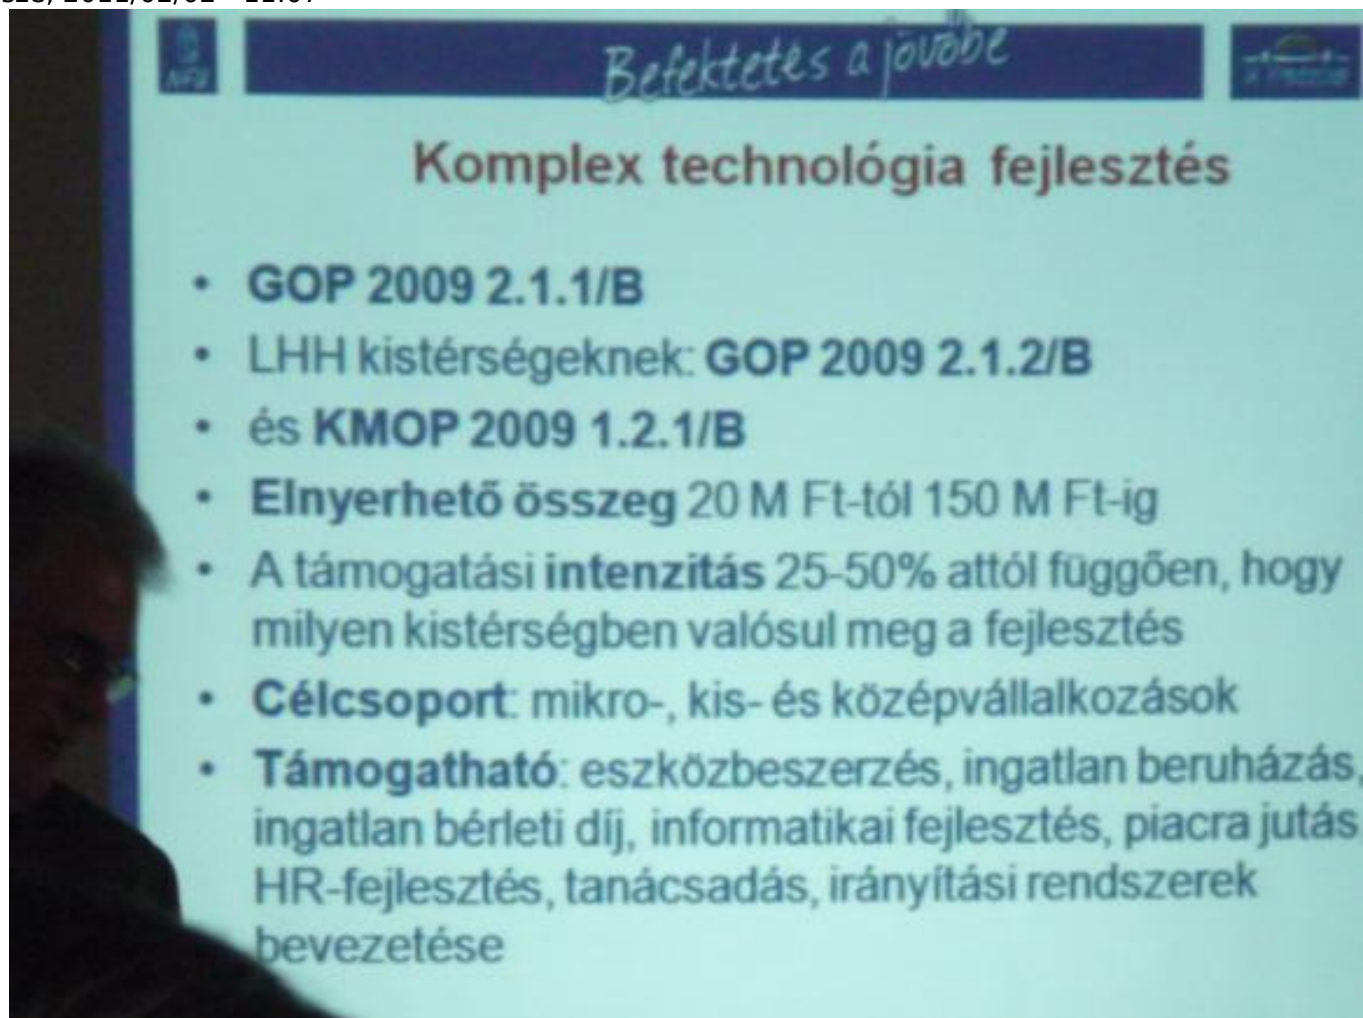 NFÜ
Befektetés a jövőbe
Komplex technológia fejlesztés
• GOP 2009 2.1.1/B
• LHH kistérségeknek: GOP 2009 2.1.2/B
• és KMOP 2009 1.2.1/B
• Elnyerhető összeg 20 M Ft-tól 150 M Ft-ig
• A támogatási intenzitás 25-50% attól függően, hogy
milyen kistérségben valósul meg a fejlesztés
• Célcsoport: mikro-, kis- és középvállalkozások
• Támogatható: eszközbeszerzés, ingatlan beruházás,
ingatlan bérleti díj, informatikai fejlesztés, piacra jutás
HR-fejlesztés, tanácsadás, irányítási rendszerek
bevezetése